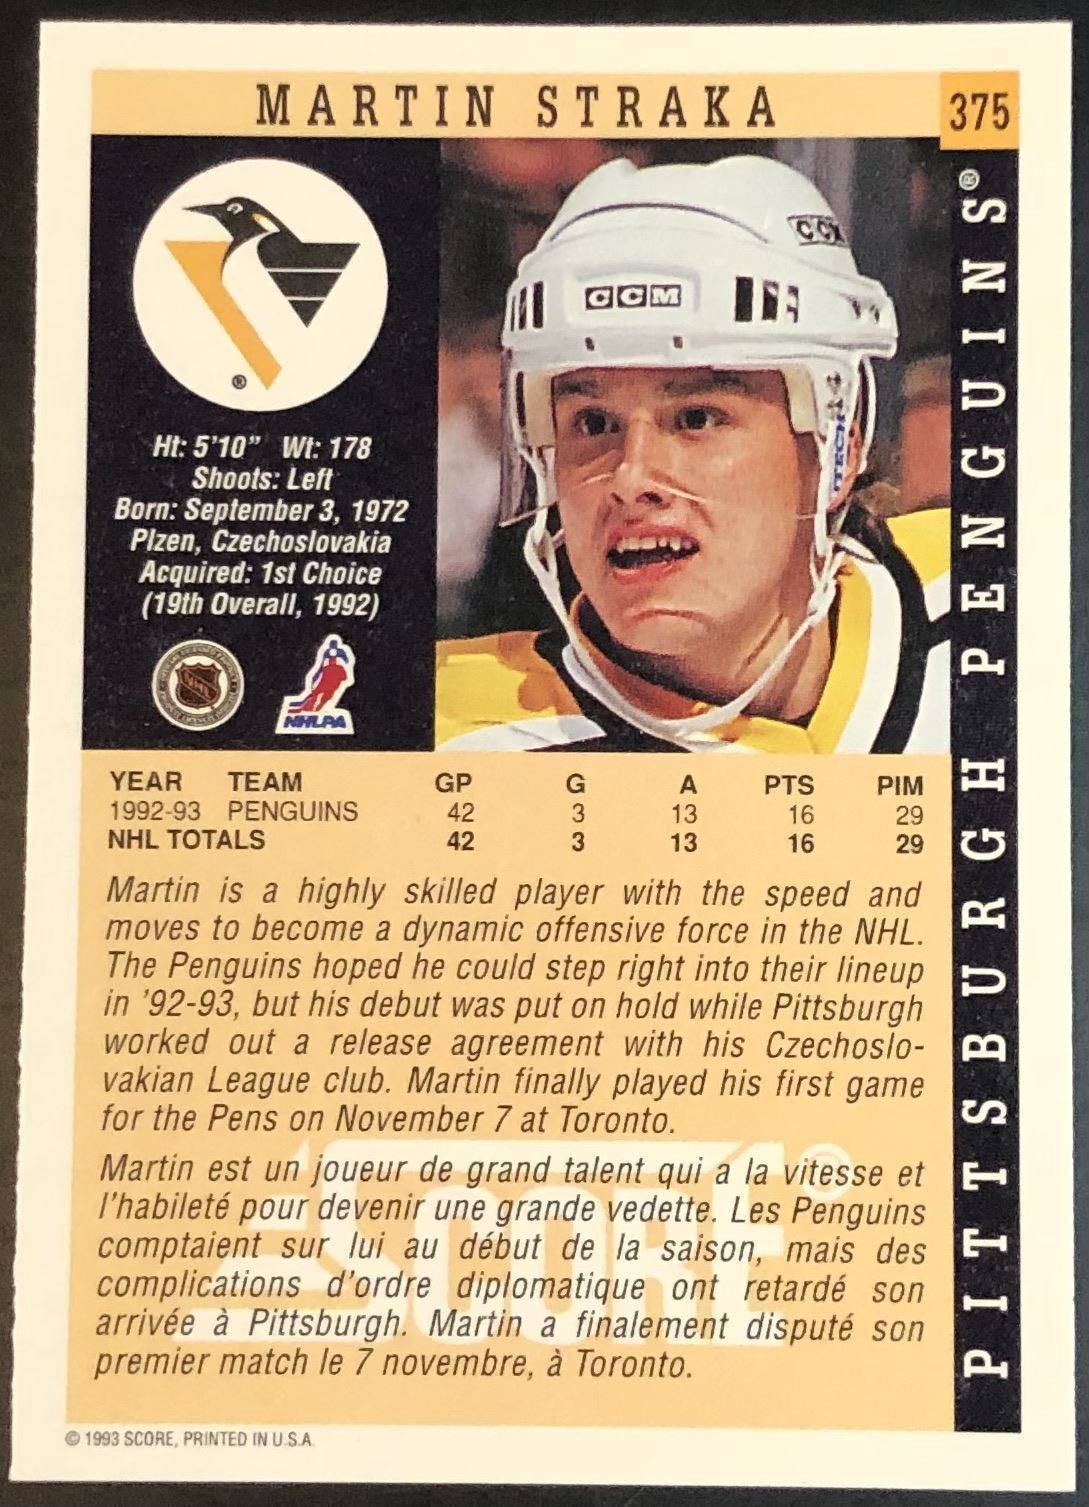 MARTIN STRAKA
375
PITTSBURGH PENGUINS®
CCM
CCM
ITECH
®
Ht: 5'10" Wt: 178
Shoots: Left
Born: September 3, 1972
Plzen, Czechoslovakia
Acquired: 1st Choice
(19th Overall, 1992)
NHL
NHLPA
YEAR TEAM GP G A PTS PIM
1992-93 PENGUINS 42 3 13 16 29
NHL TOTALS 42 3 13 16 29
Martin is a highly skilled player with the speed and
moves to become a dynamic offensive force in the NHL.
The Penguins hoped he could step right into their lineup
in '92-93, but his debut was put on hold while Pittsburgh
worked out a release agreement with his Czechoslo-
vakian League club. Martin finally played his first game
for the Pens on November 7 at Toronto.
Martin est un joueur de grand talent qui a la vitesse et
l'habileté pour devenir une grande vedette. Les Penguins
comptaient sur lui au début de la saison, mais des
complications d'ordre diplomatique ont retardé son
arrivée à Pittsburgh. Martin a finalement disputé son
premier match le 7 novembre, à Toronto.
SCORE ©
© 1993 SCORE, PRINTED IN U.S.A.